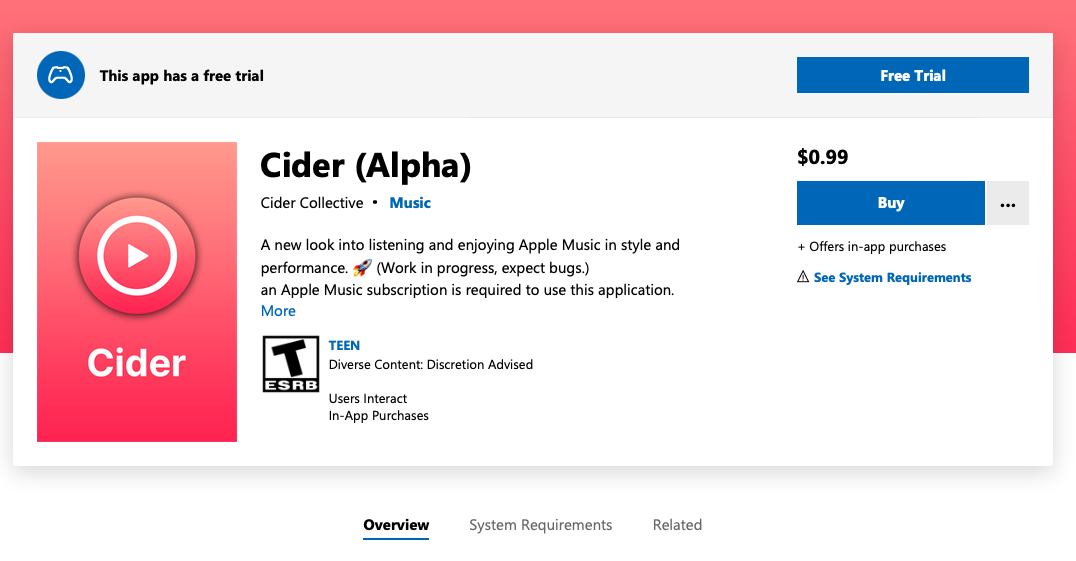 This app has a free trial
Free Trial
Cider
Cider (Alpha)
Cider Collective • Music
A new look into listening and enjoying Apple Music in style and
performance. 🚀 (Work in progress, expect bugs.)
an Apple Music subscription is required to use this application.
More
T
ESRB
TEEN
Diverse Content: Discretion Advised
Users Interact
In-App Purchases
$0.99
Buy
...
+ Offers in-app purchases
⚠ See System Requirements
Overview
System Requirements
Related